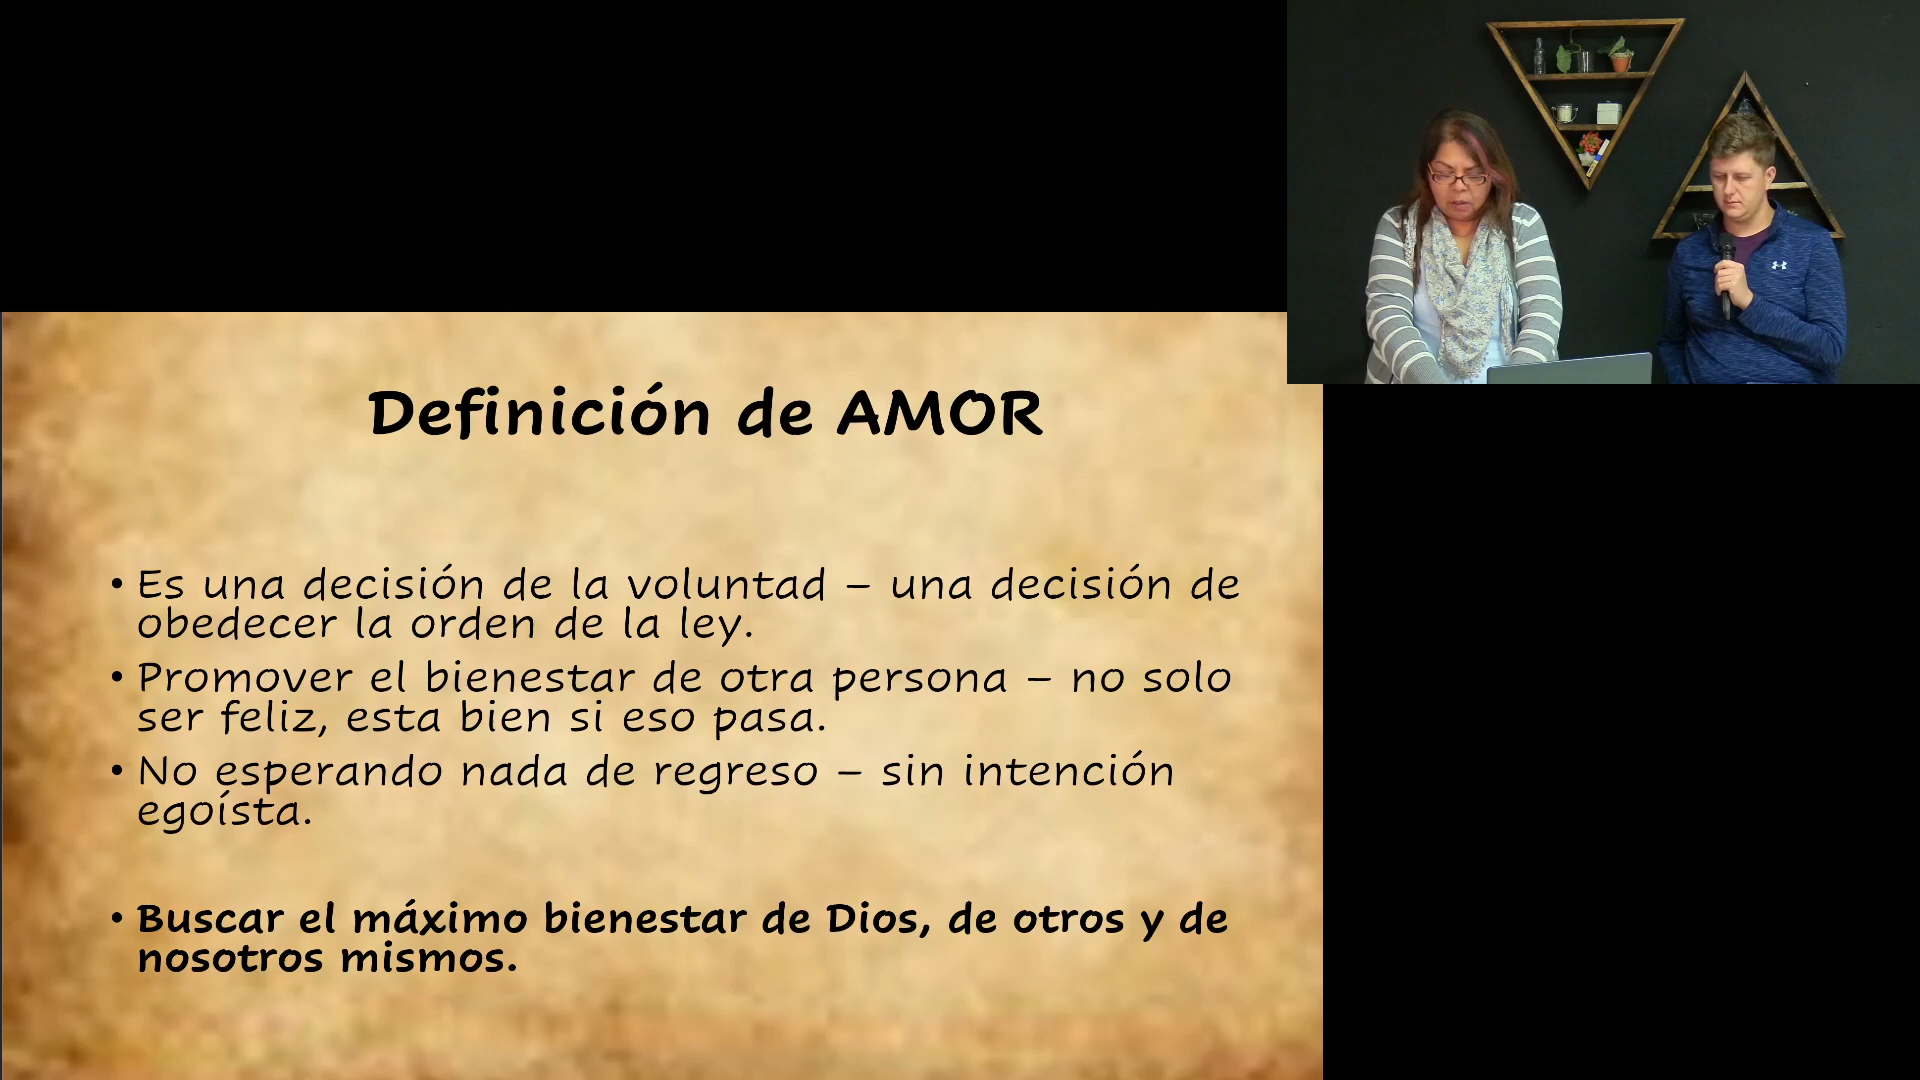 Definición de AMOR
• Es una decisión de la voluntad – una decisión de
obedecer la orden de la ley.
• Promover el bienestar de otra persona – no solo
ser feliz, esta bien si eso pasa.
• No esperando nada de regreso – sin intención
egoísta.
• Buscar el máximo bienestar de Dios, de otros y de
nosotros mismos.